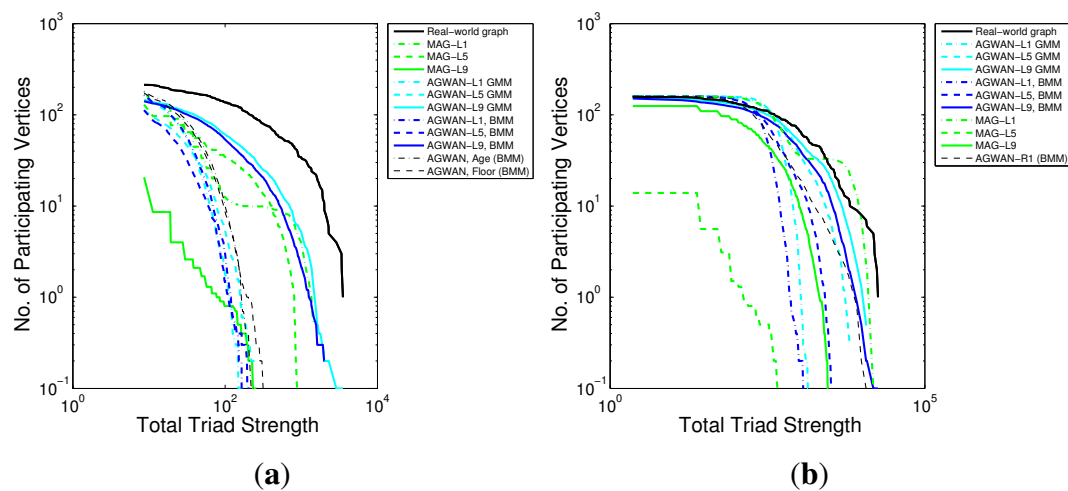 10^3
10^2
10^1
10^0
10^-1
No. of Participating Vertices
10^0
10^2
10^4
Total Triad Strength
Real-world graph
MAG-L1
MAG-L5
MAG-L9
AGWAN-L1 GMM
AGWAN-L5 GMM
AGWAN-L9 GMM
AGWAN-L1, BMM
AGWAN-L5, BMM
AGWAN-L9, BMM
AGWAN, Age (BMM)
AGWAN, Floor (BMM)
(a)
10^3
10^2
10^1
10^0
10^-1
No. of Participating Vertices
10^0
10^5
Total Triad Strength
Real-world graph
AGWAN-L1 GMM
AGWAN-L5 GMM
AGWAN-L9 GMM
AGWAN-L1, BMM
AGWAN-L5, BMM
AGWAN-L9, BMM
MAG-L1
MAG-L5
MAG-L9
AGWAN-R1 (BMM)
(b)